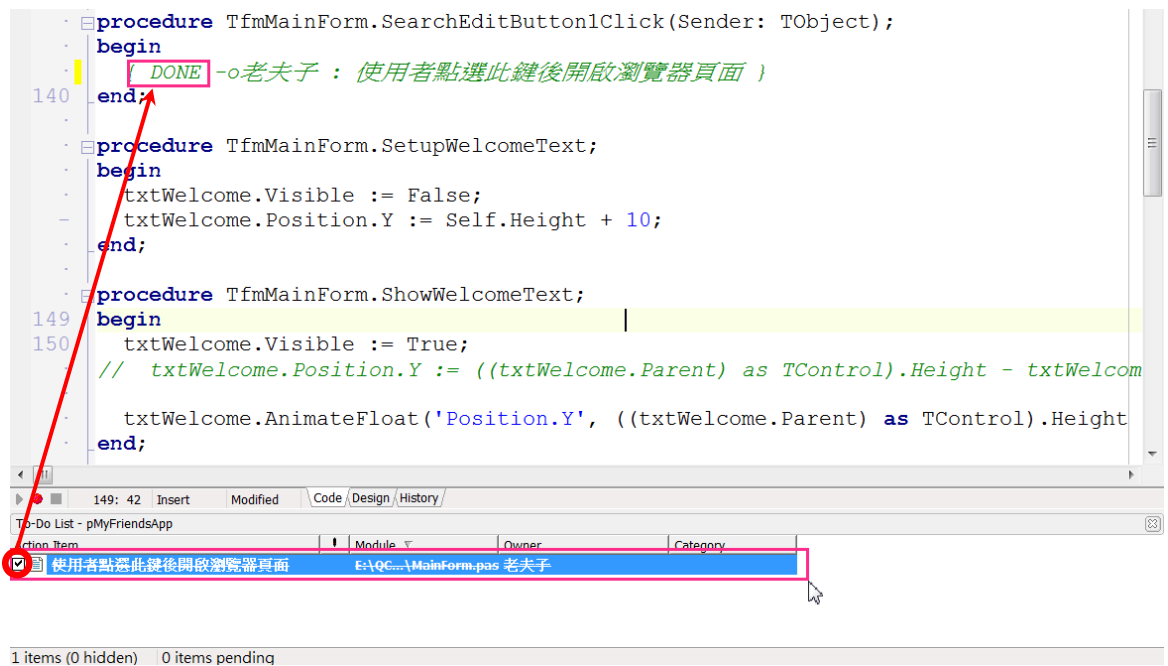 procedure TfmMainForm.SearchEditButton1Click(Sender: TObject);
begin
{ DONE -o老夫子 : 使用者點選此鍵後開啟瀏覽器頁面 }
140 end;
procedure TfmMainForm.SetupWelcomeText;
begin
txtWelcome.Visible := False;
txtWelcome.Position.Y := Self.Height + 10;
end;
procedure TfmMainForm.ShowWelcomeText;
149 begin
150 txtWelcome.Visible := True;
// txtWelcome.Position.Y := ((txtWelcome.Parent) as TControl).Height - txtWelcom
txtWelcome.AnimateFloat('Position.Y', ((txtWelcome.Parent) as TControl).Height
end;
149: 42 Insert Modified Code Design History
To-Do List - pMyFriendsApp
Action Item ! Module Owner Category
使用者點選此鍵後開啟瀏覽器頁面 E:\QC...\MainForm.pas 老夫子
1 items (0 hidden) 0 items pending